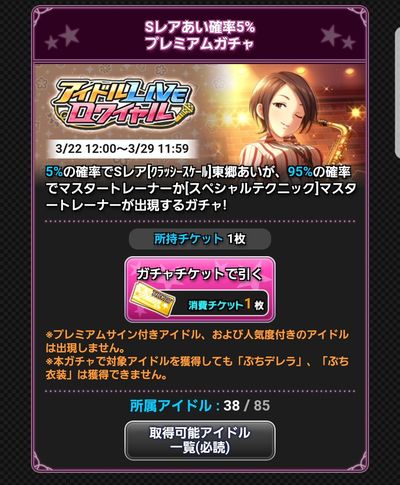 Sレアあい確率5%
プレミアムガチャ
アイドルLIVE
ロワイヤル
3/22 12:00〜3/29 11:59
5%の確率でSレア[ｸﾗｯｼｰｽｹｰﾙ]東郷あいが、95%の確率
でマスタートレーナーか[スペシャルテクニック]マスタ
ートレーナーが出現するガチャ!
所持チケット 1枚
ガチャチケットで引く
消費チケット1枚
※プレミアムサイン付きアイドル、および人気度付きのアイドル
は出現しません。
※本ガチャで対象アイドルを獲得しても「ぷちデレラ」、「ぷち
衣装」は獲得できません。
所属アイドル : 38 / 85
取得可能アイドル
一覧(必読)